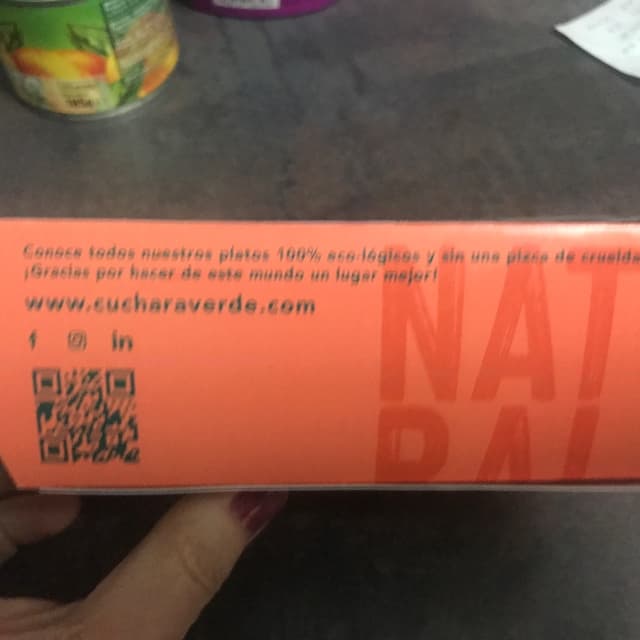 Conoce todos nuestros platos 100% eco-lógicos y sin una pizca de cruelda
¡Gracias por hacer de este mundo un lugar mejor!
www.cucharaverde.com
f in
NAT